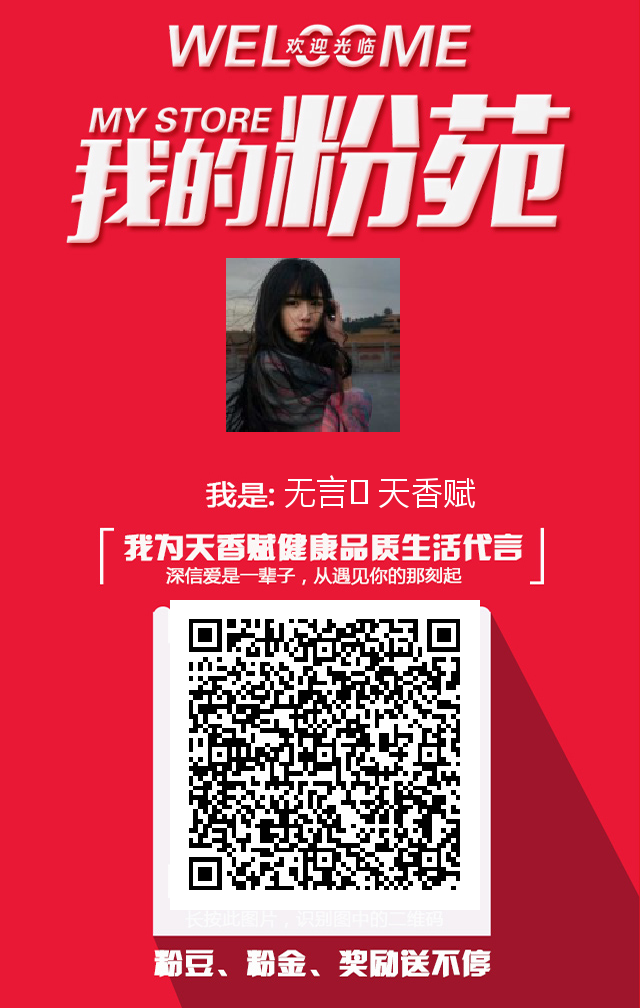 WELCOME
欢迎光临
MY STORE
我的粉苑
我是: 无言 天香赋
我为天香赋健康品质生活代言
深信爱是一辈子，从遇见你的那刻起
长按此图片，识别图中的二维码
粉豆、粉金、奖励送不停